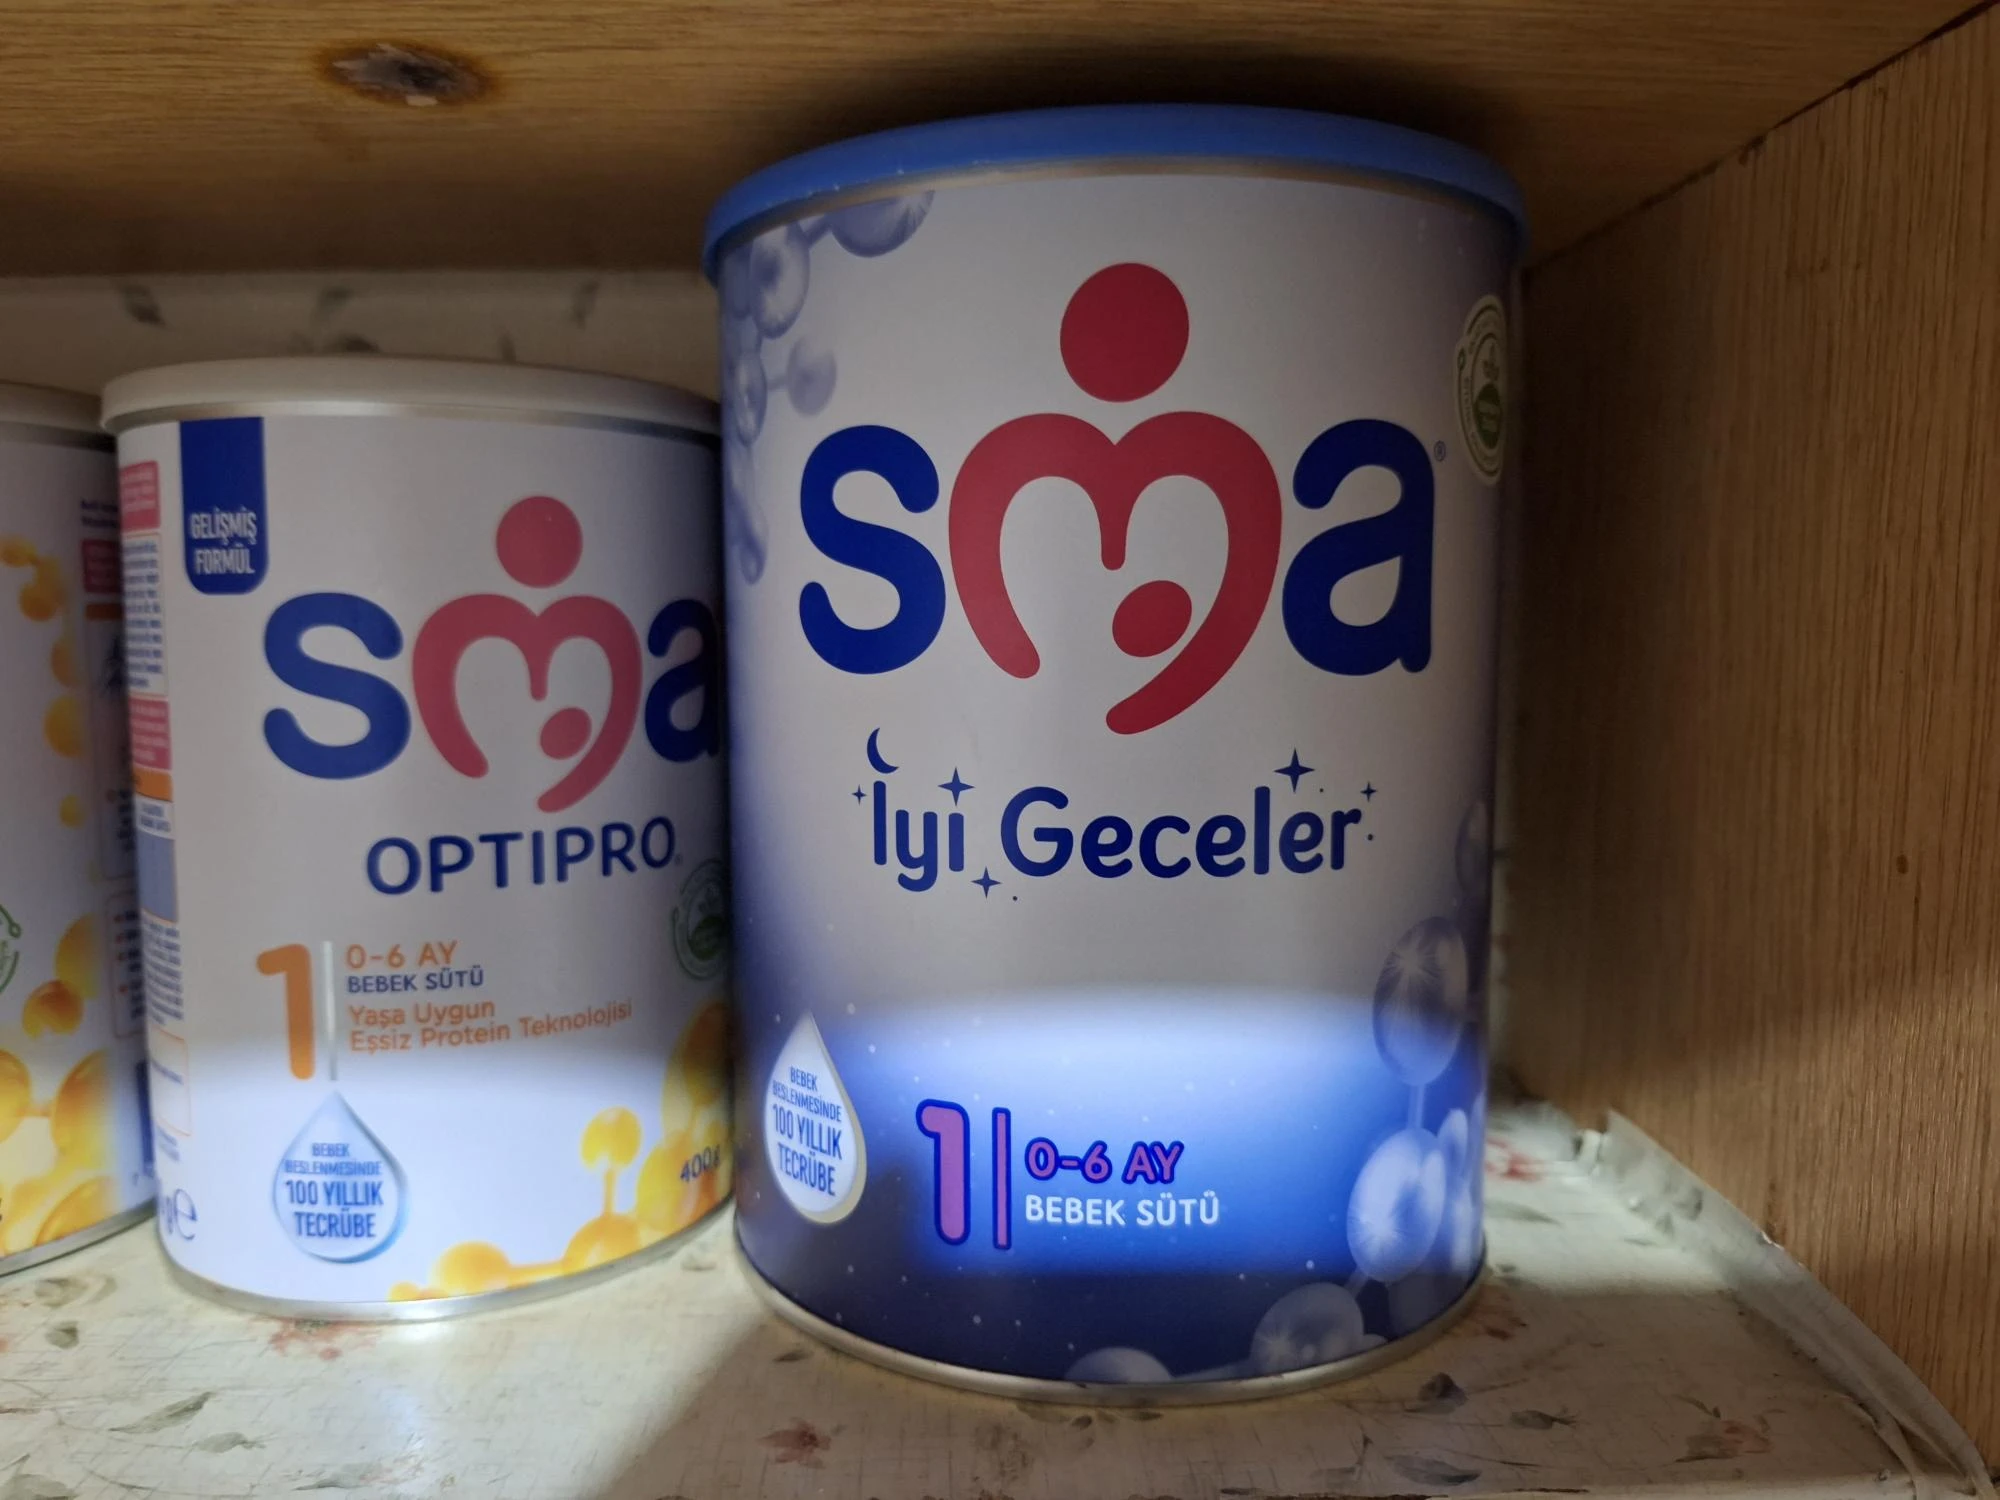 GELİŞMİŞ
FORMÜL
sma
OPTIPRO
1
0-6 AY
BEBEK SÜTÜ
Yaşa Uygun
Eşsiz Protein Teknolojisi
BEBEK
BESLENMESİNDE
100 YILLIK
TECRÜBE
400g
sma®
İyi Geceler
BEBEK
BESLENMESİNDE
100 YILLIK
TECRÜBE
1
0-6 AY
BEBEK SÜTÜ